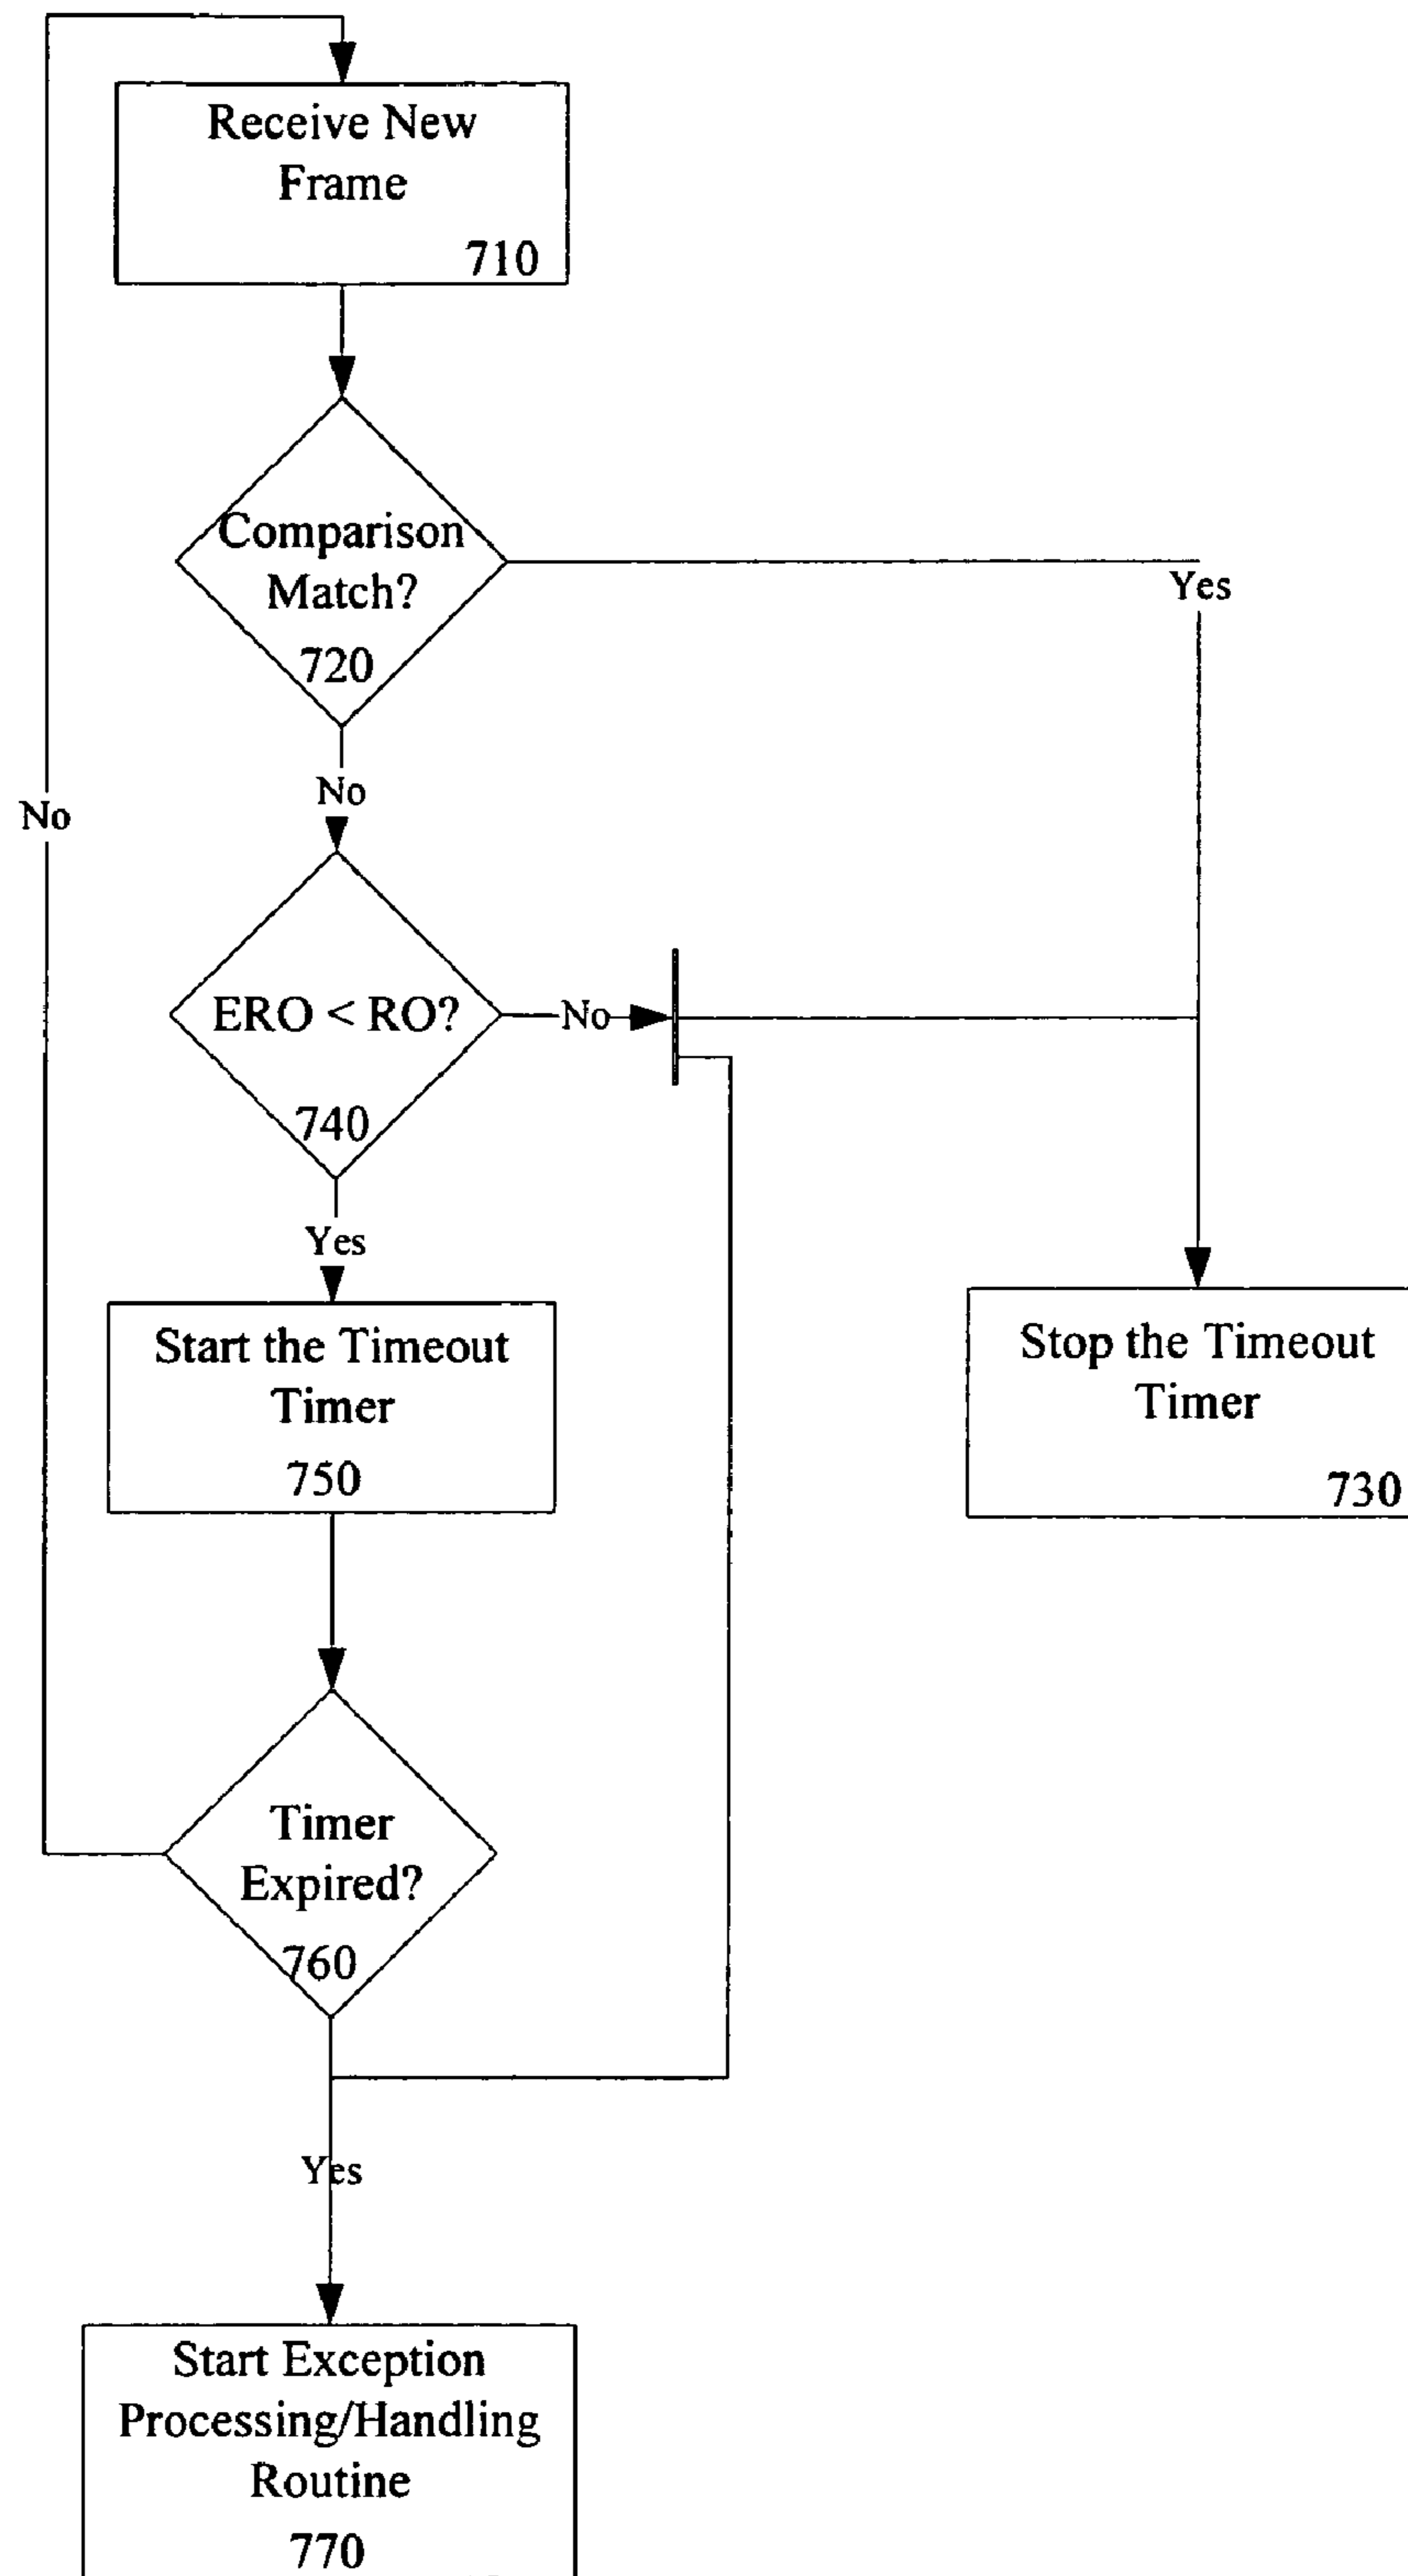 Receive New
Frame
710
Comparison
Match?
720
Yes
No
No
ERO < RO?
740
No
Yes
Start the Timeout
Timer
750
Stop the Timeout
Timer
730
Timer
Expired?
760
Yes
Start Exception
Processing/Handling
Routine
770